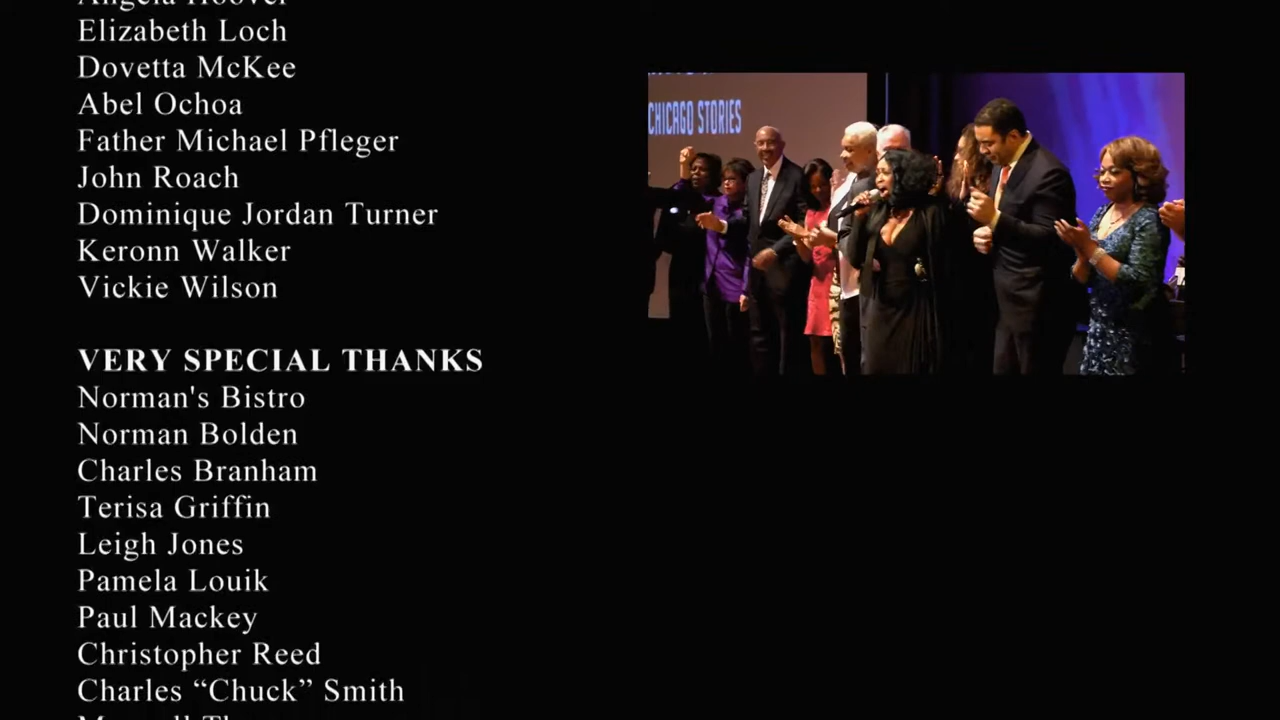 Angela Hoover
Elizabeth Loch
Dovetta McKee
Abel Ochoa
Father Michael Pfleger
John Roach
Dominique Jordan Turner
Keronn Walker
Vickie Wilson
VERY SPECIAL THANKS
Norman's Bistro
Norman Bolden
Charles Branham
Terisa Griffin
Leigh Jones
Pamela Louik
Paul Mackey
Christopher Reed
Charles “Chuck” Smith
CHICAGO STORIES